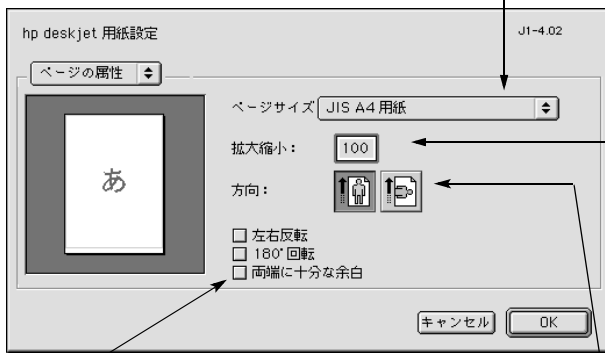 hp deskjet 用紙設定 J1-4.02
ページの属性
ページサイズ JIS A4 用紙
拡大縮小： 100
あ
方向：
左右反転
180°回転
両端に十分な余白
キャンセル OK